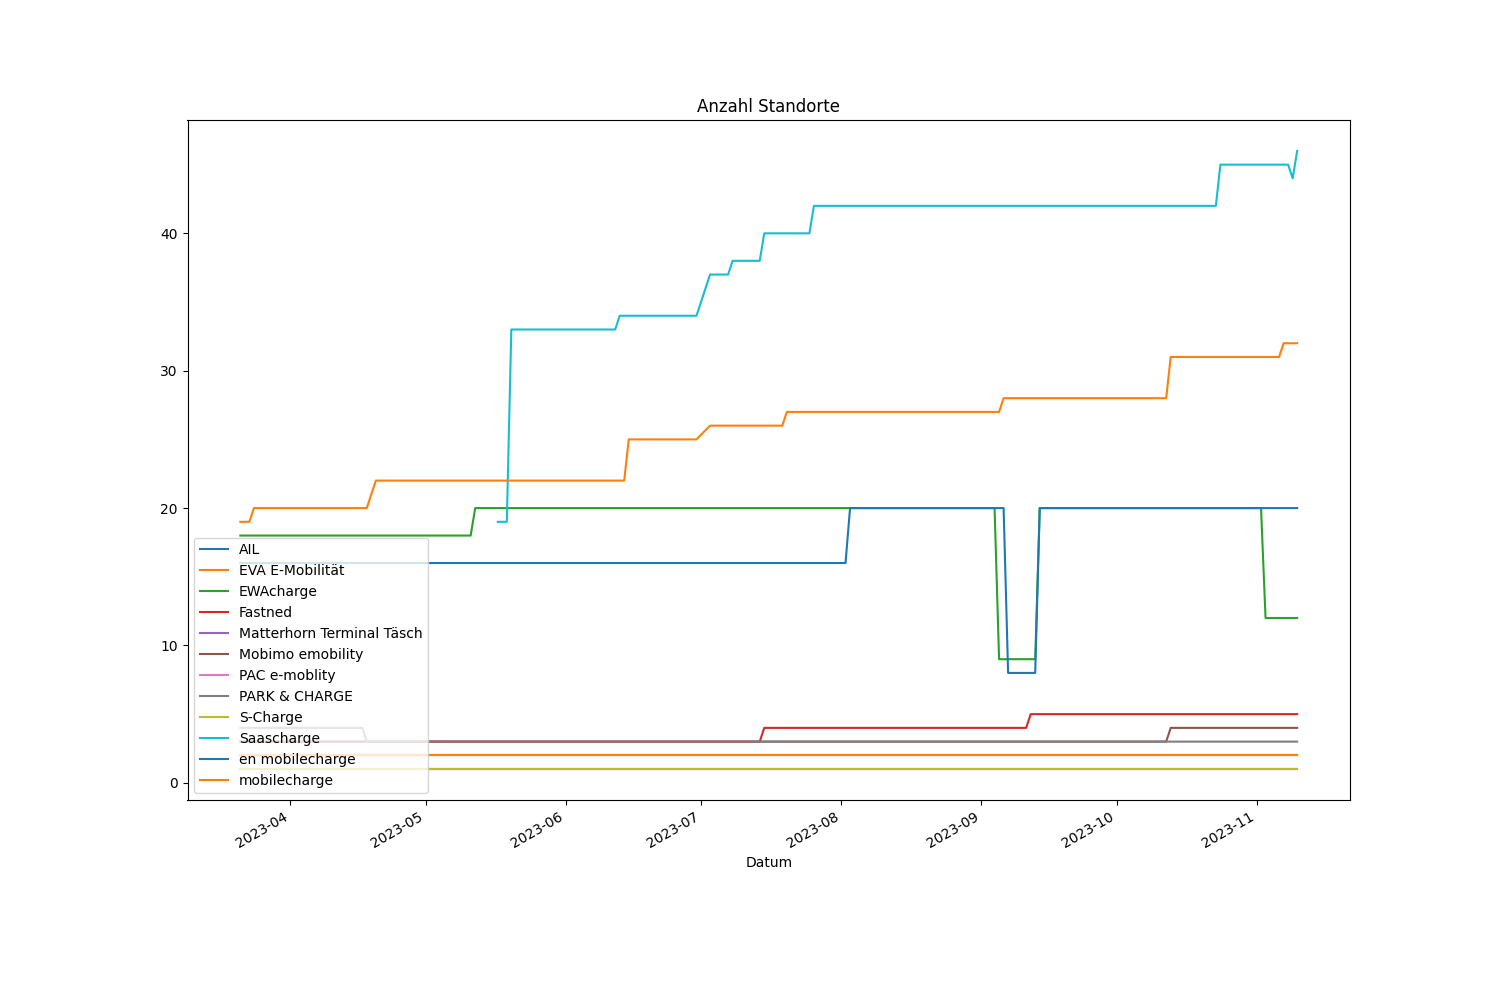 Anzahl Standorte
40
30
20
10
0
AIL
EVA E-Mobilität
EWAcharge
Fastned
Matterhorn Terminal Täsch
Mobimo emobility
PAC e-moblity
PARK & CHARGE
S-Charge
Saascharge
en mobilecharge
mobilecharge
2023-04
2023-05
2023-06
2023-07
2023-08
2023-09
2023-10
2023-11
Datum